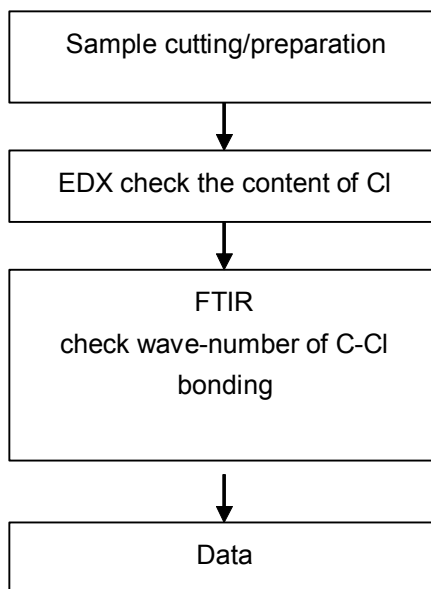 Sample cutting/preparation
EDX check the content of Cl
FTIR
check wave-number of C-Cl
bonding
Data